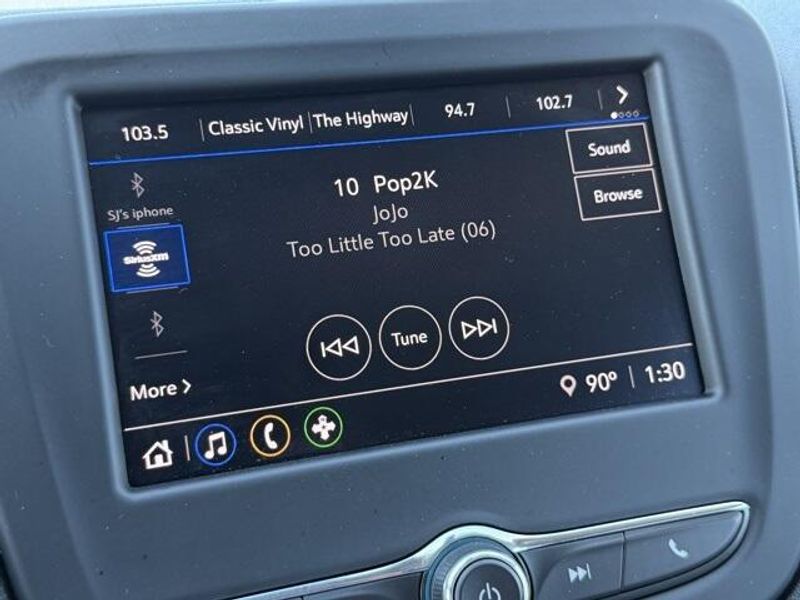 103.5 Classic Vinyl The Highway 94.7 102.7
Sound
Browse
SJ's iphone
SiriusXM
10 Pop2K
JoJo
Too Little Too Late (06)
Tune
More
90° 1:30